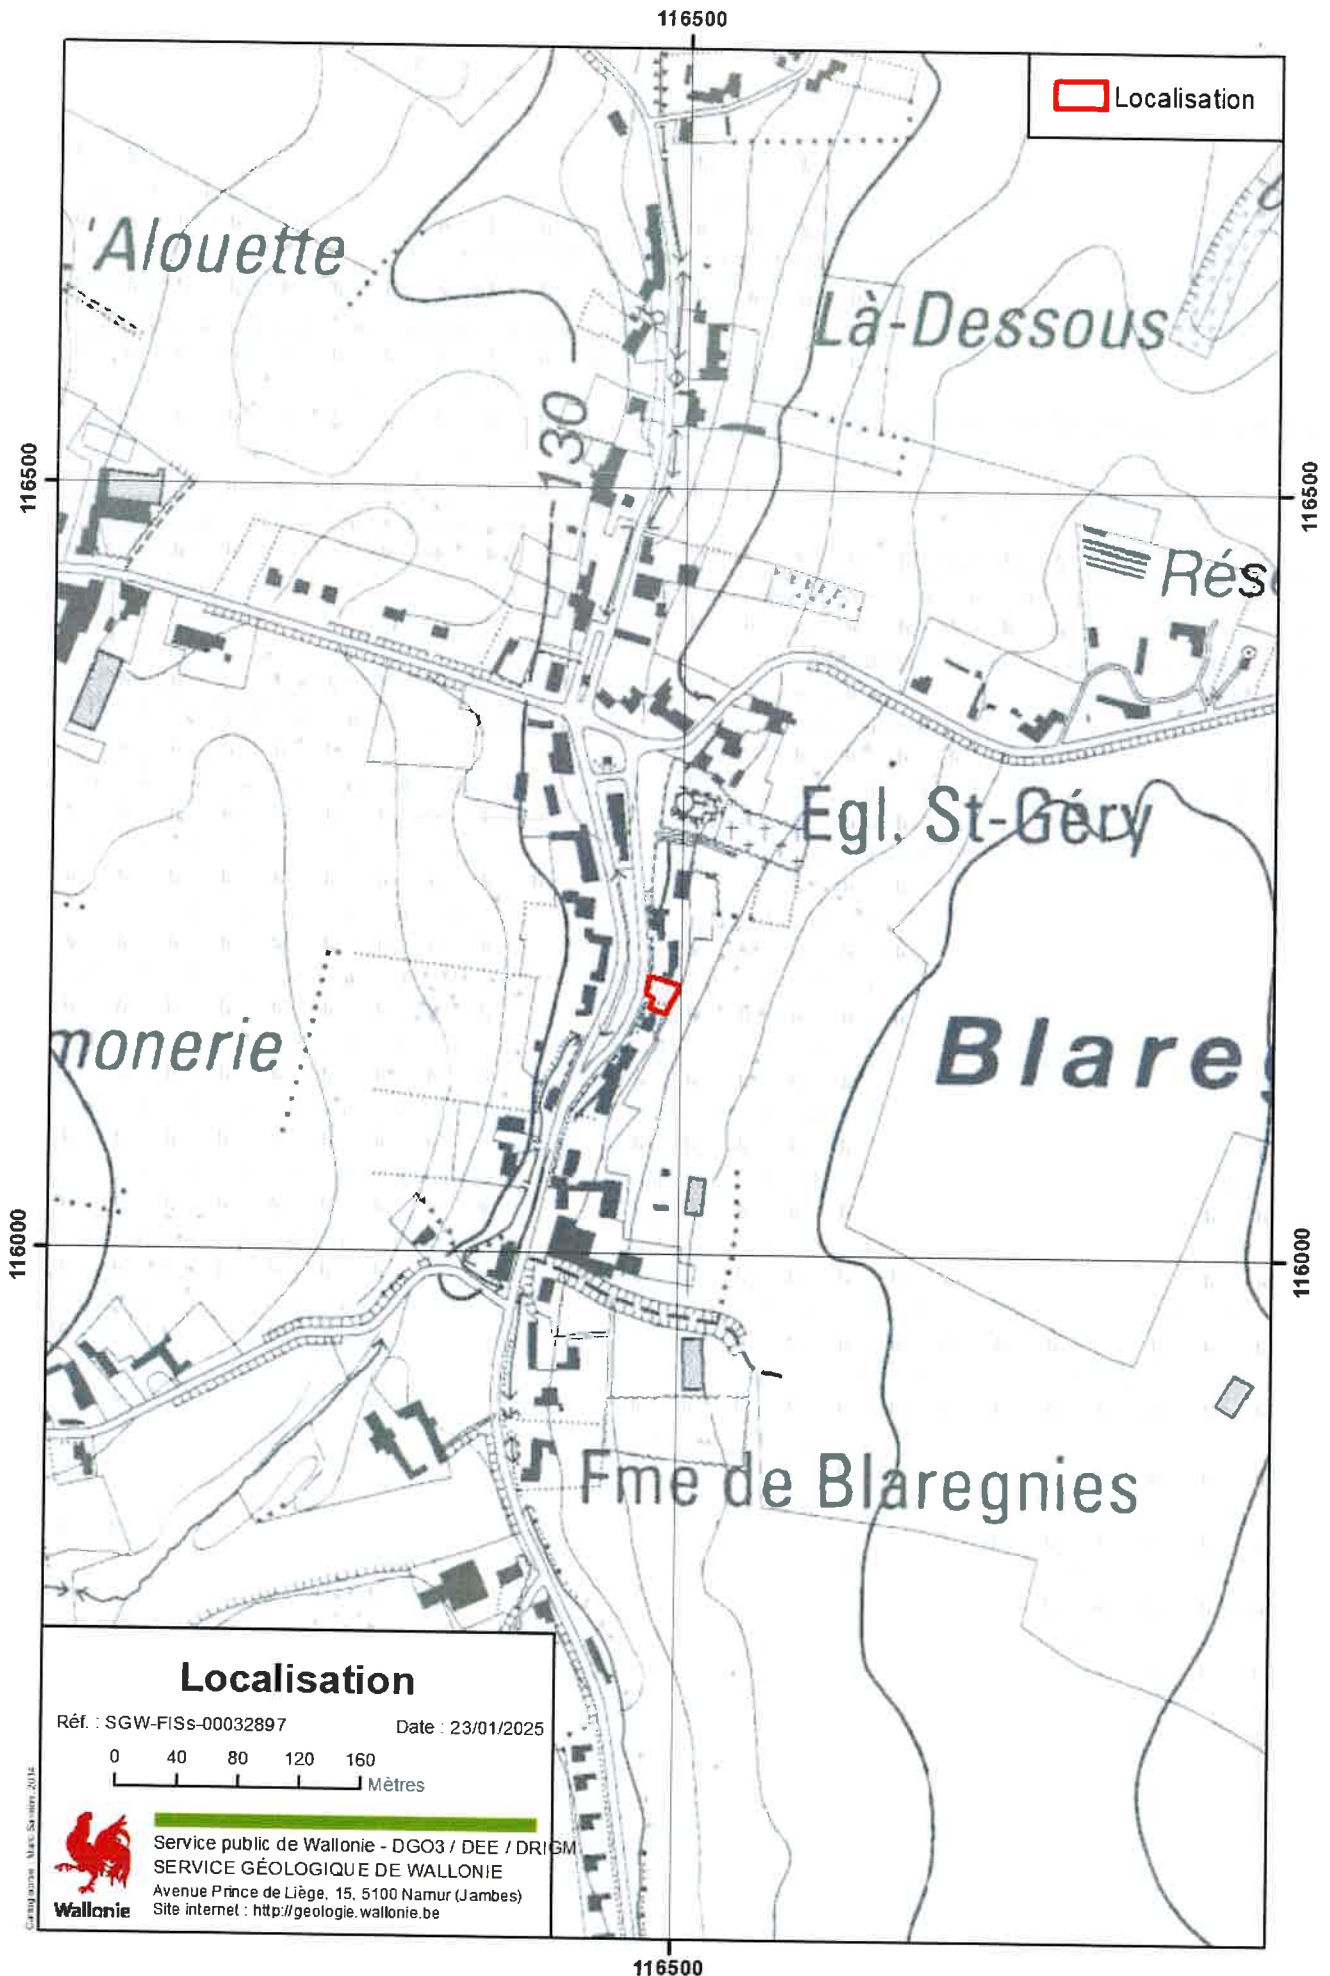 116500
Localisation
'Alouette
Là-Dessous
130
116500
116500
Rés
Egl. St-Géry
monerie
Blare
116000
116000
Fme de Blaregnies
Localisation
Réf. : SGW-FISs-00032897
Date : 23/01/2025
0 40 80 120 160
Mètres
Service public de Wallonie - DGO3 / DEE / DRIGM
SERVICE GÉOLOGIQUE DE WALLONIE
Avenue Prince de Liège, 15, 5100 Namur (Jambes)
Site internet : http://geologie.wallonie.be
Wallonie
116500